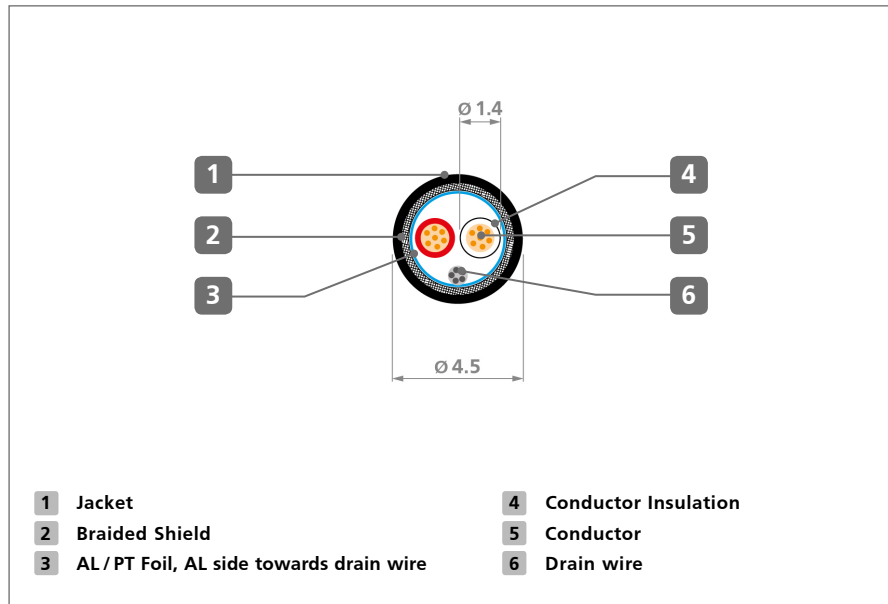 Ø 1.4
1
4
2
5
3
6
Ø 4.5
1 Jacket
2 Braided Shield
3 AL / PT Foil, AL side towards drain wire
4 Conductor Insulation
5 Conductor
6 Drain wire